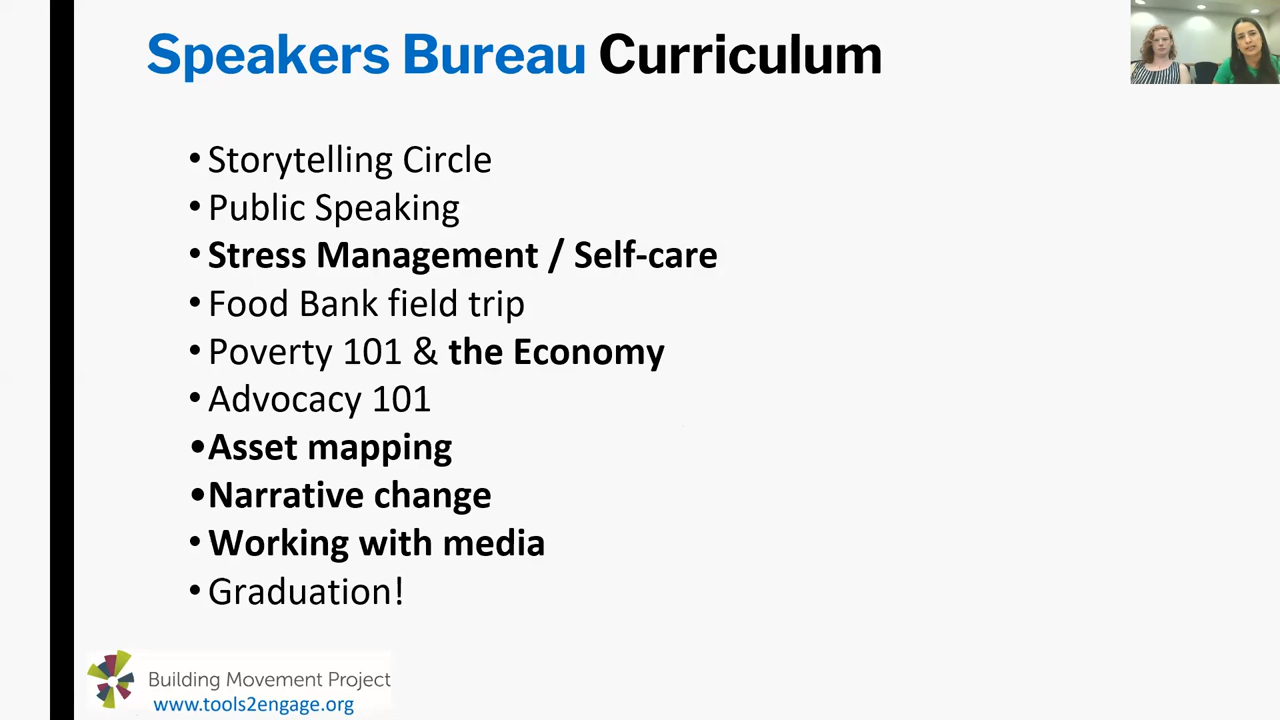 Speakers Bureau Curriculum
•Storytelling Circle
•Public Speaking
•Stress Management / Self-care
•Food Bank field trip
•Poverty 101 & the Economy
•Advocacy 101
•Asset mapping
•Narrative change
•Working with media
•Graduation!
Building Movement Project
www.tools2engage.org